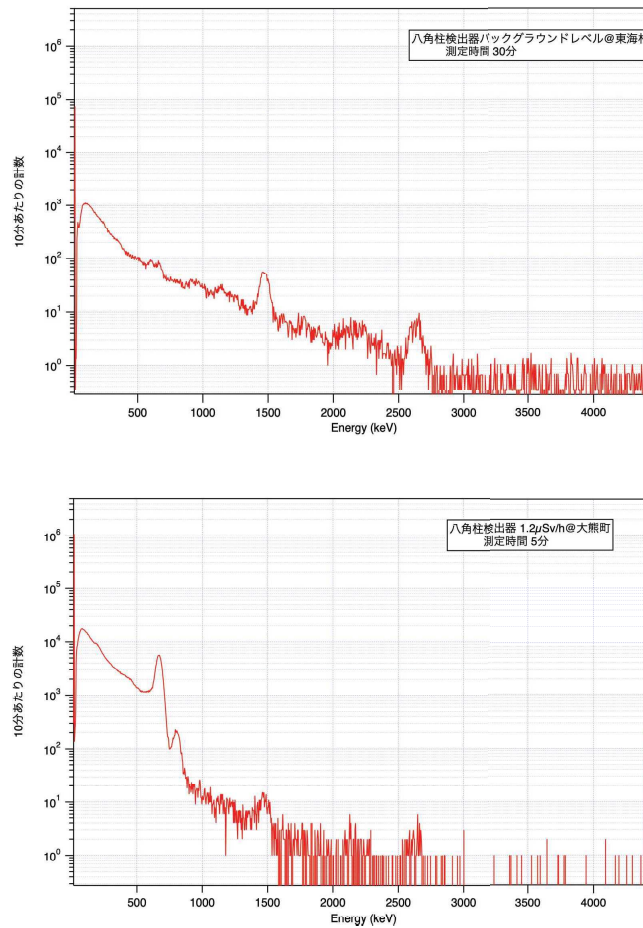 八角柱検出器バックグラウンドレベル@東海村
測定時間 30分
10分あたりの計数
10⁶
10⁵
10⁴
10³
10²
10¹
10⁰
500 1000 1500 2000 2500 3000 3500 4000
Energy (keV)
八角柱検出器 1.2μSv/h@大熊町
測定時間 5分
10分あたりの計数
10⁶
10⁵
10⁴
10³
10²
10¹
10⁰
500 1000 1500 2000 2500 3000 3500 4000
Energy (keV)